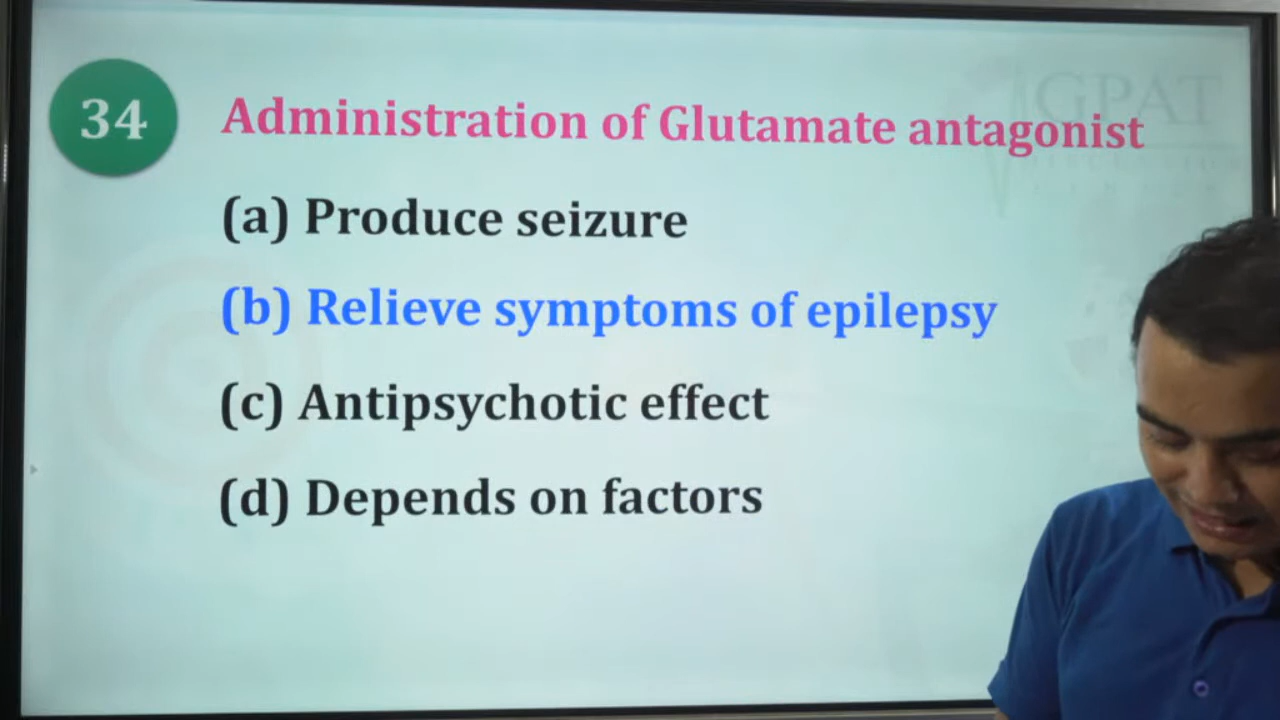 34
Administration of Glutamate antagonist
(a) Produce seizure
(b) Relieve symptoms of epilepsy
(c) Antipsychotic effect
(d) Depends on factors
GPAT